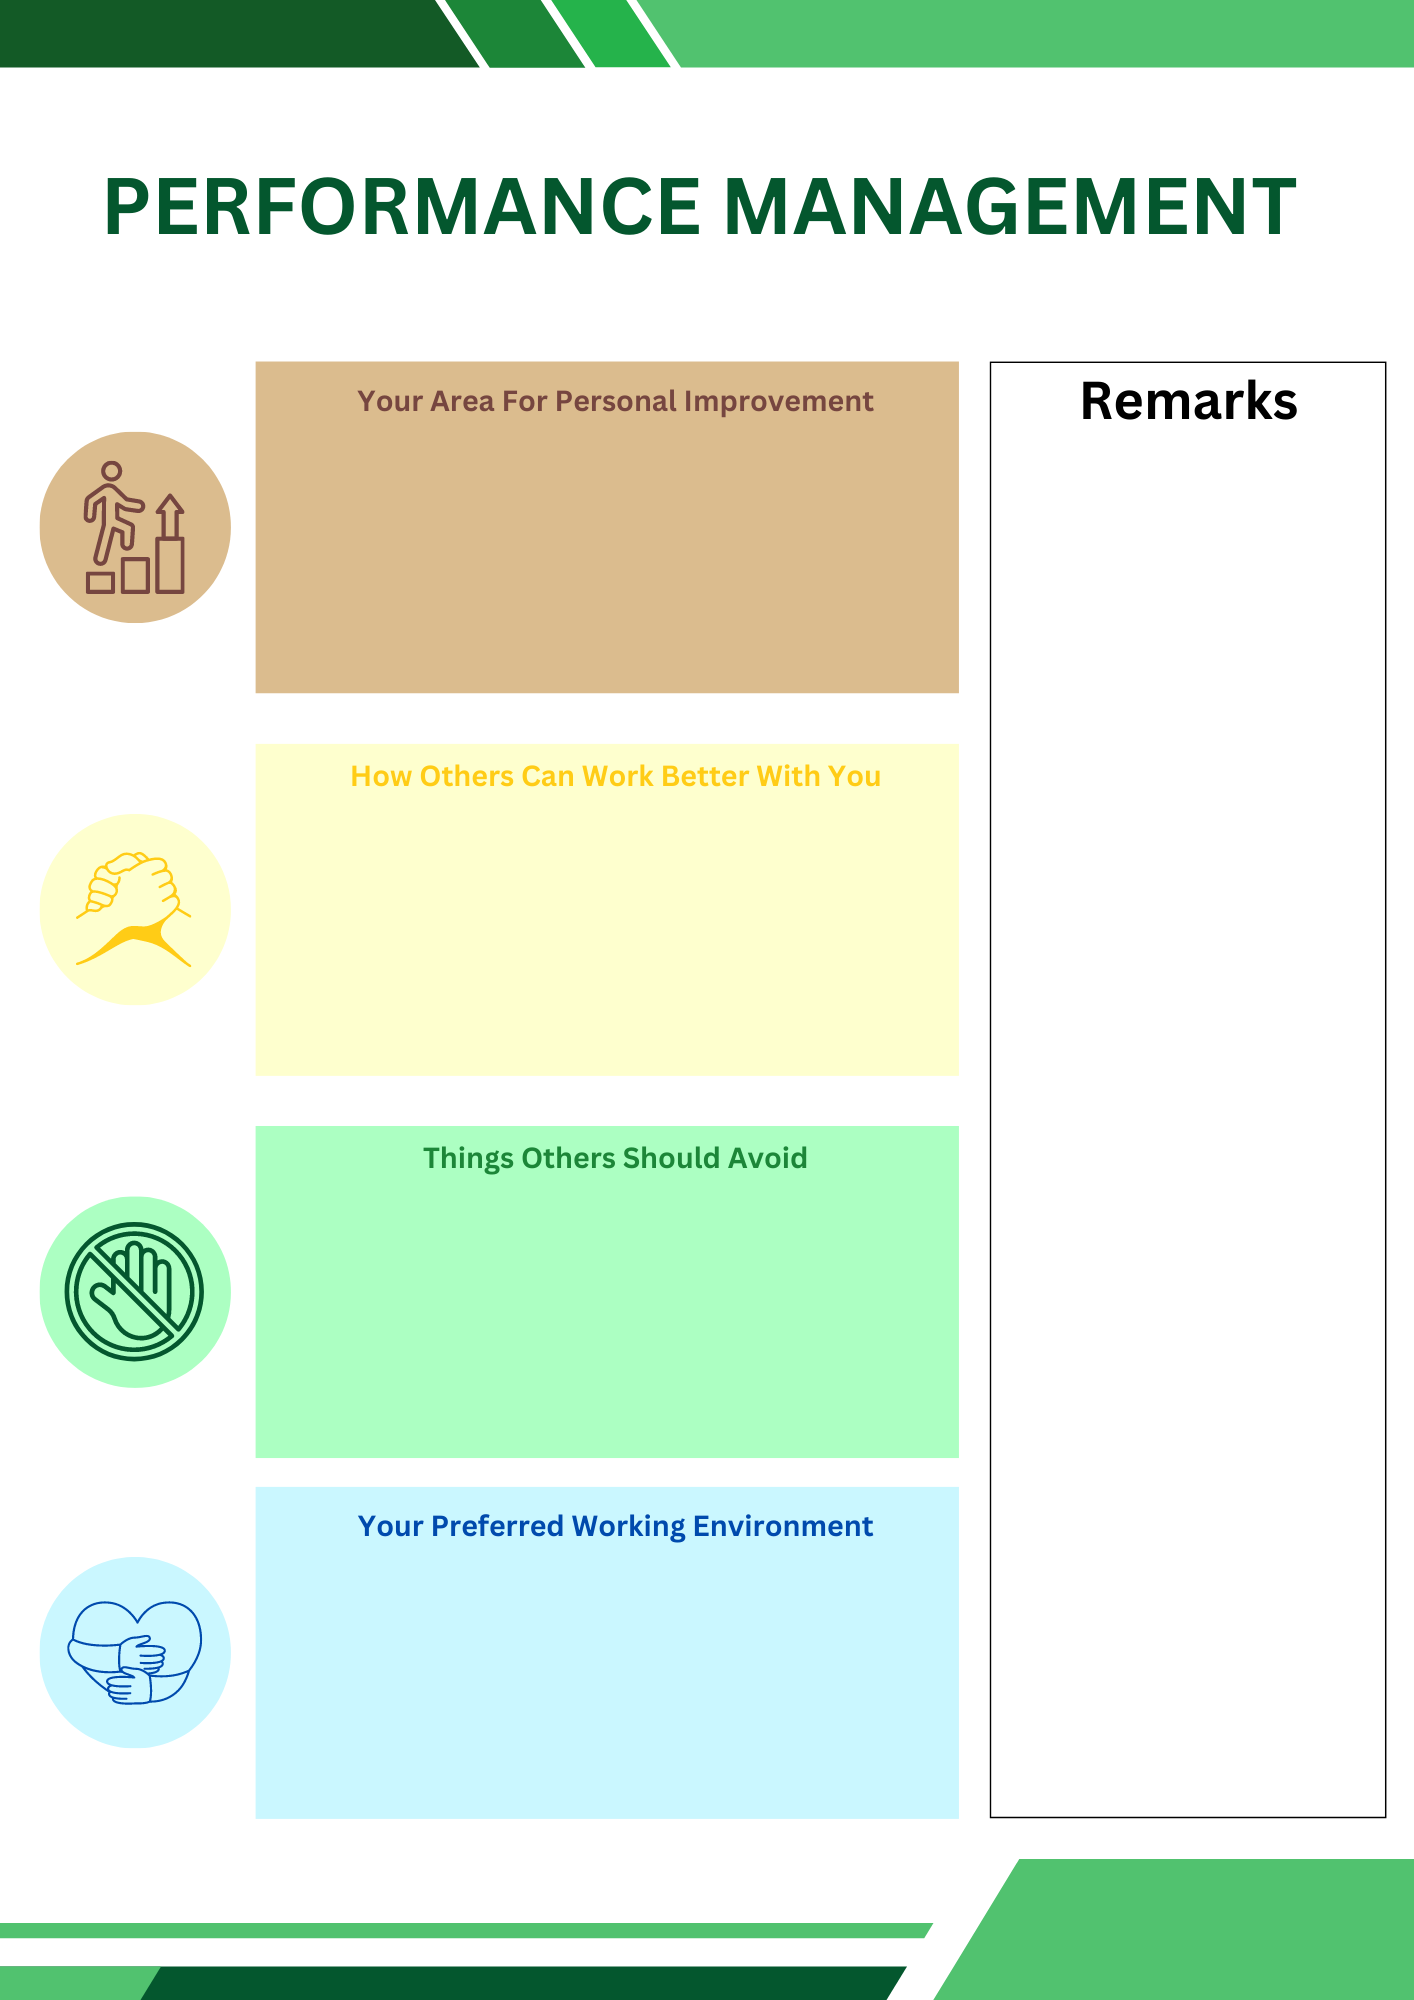 PERFORMANCE MANAGEMENT
Your Area For Personal Improvement
Remarks
How Others Can Work Better With You
Things Others Should Avoid
Your Preferred Working Environment